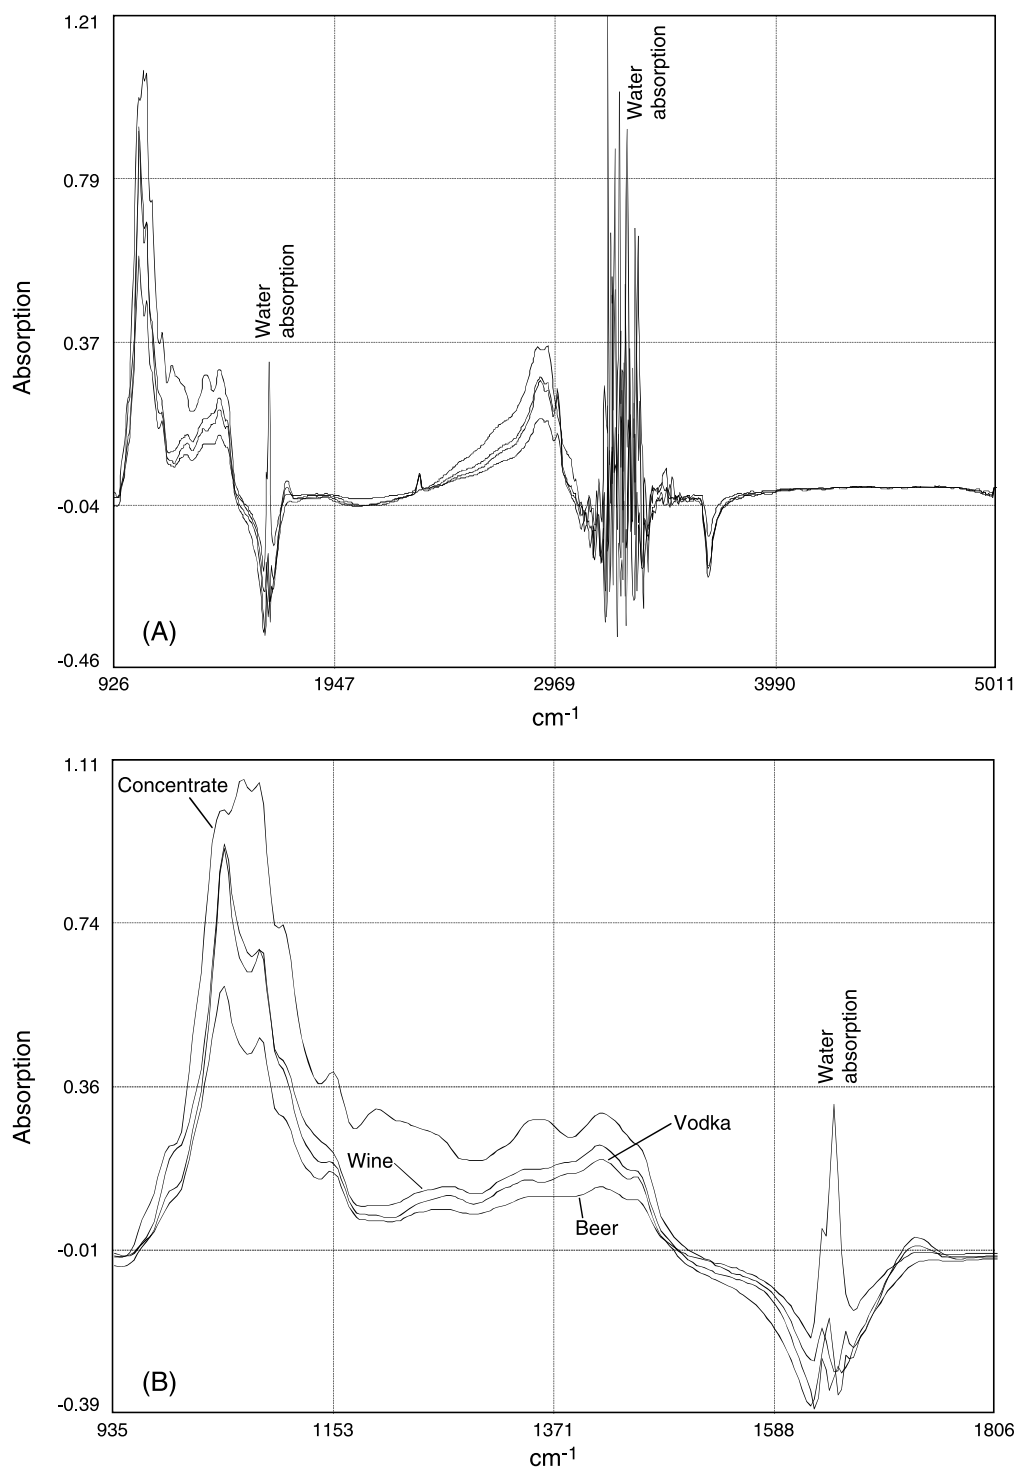 1.21
Water
absorption
0.79
Water
absorption
Absorption
0.37
-0.04
(A)
-0.46
926
1947
2969
3990
5011
cm-1
1.11
Concentrate
0.74
Water
absorption
Absorption
0.36
Vodka
Wine
Beer
-0.01
(B)
-0.39
935
1153
1371
1588
1806
cm-1